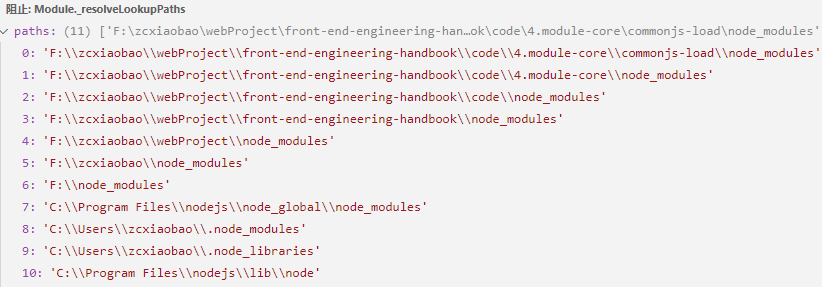 阻止: Module._resolveLookupPaths
paths: (11) ['F:\zcxiaobao\webProject\front-end-engineering-han…ok\code\4.module-core\commonjs-load\node_modules'
0: 'F:\\zcxiaobao\\webProject\\front-end-engineering-handbook\\code\\4.module-core\\commonjs-load\\node_modules'
1: 'F:\\zcxiaobao\\webProject\\front-end-engineering-handbook\\code\\4.module-core\\node_modules'
2: 'F:\\zcxiaobao\\webProject\\front-end-engineering-handbook\\code\\node_modules'
3: 'F:\\zcxiaobao\\webProject\\front-end-engineering-handbook\\node_modules'
4: 'F:\\zcxiaobao\\webProject\\node_modules'
5: 'F:\\zcxiaobao\\node_modules'
6: 'F:\\node_modules'
7: 'C:\\Program Files\\nodejs\\node_global\\node_modules'
8: 'C:\\Users\\zcxiaobao\\.node_modules'
9: 'C:\\Users\\zcxiaobao\\.node_libraries'
10: 'C:\\Program Files\\nodejs\\lib\\node'